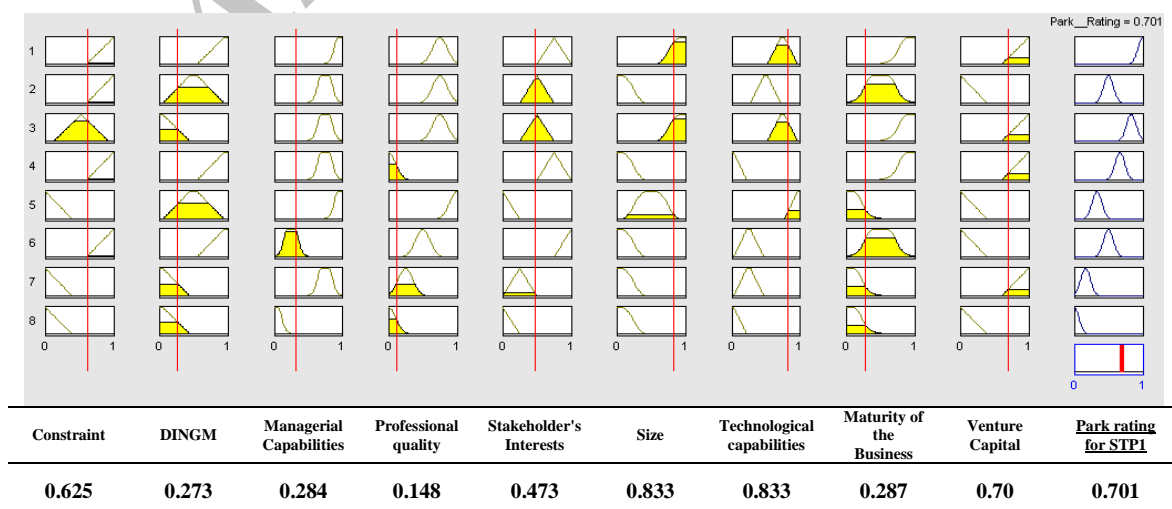 Park__Rating = 0.701
1
2
3
4
5
6
7
8
0 1 0 1 0 1 0 1 0 1 0 1 0 1 0 1 0 1
0 1
Constraint DINGM Managerial Capabilities Professional quality Stakeholder's Interests Size Technological capabilities Maturity of the Business Venture Capital Park rating for STP1
0.625 0.273 0.284 0.148 0.473 0.833 0.833 0.287 0.70 0.701